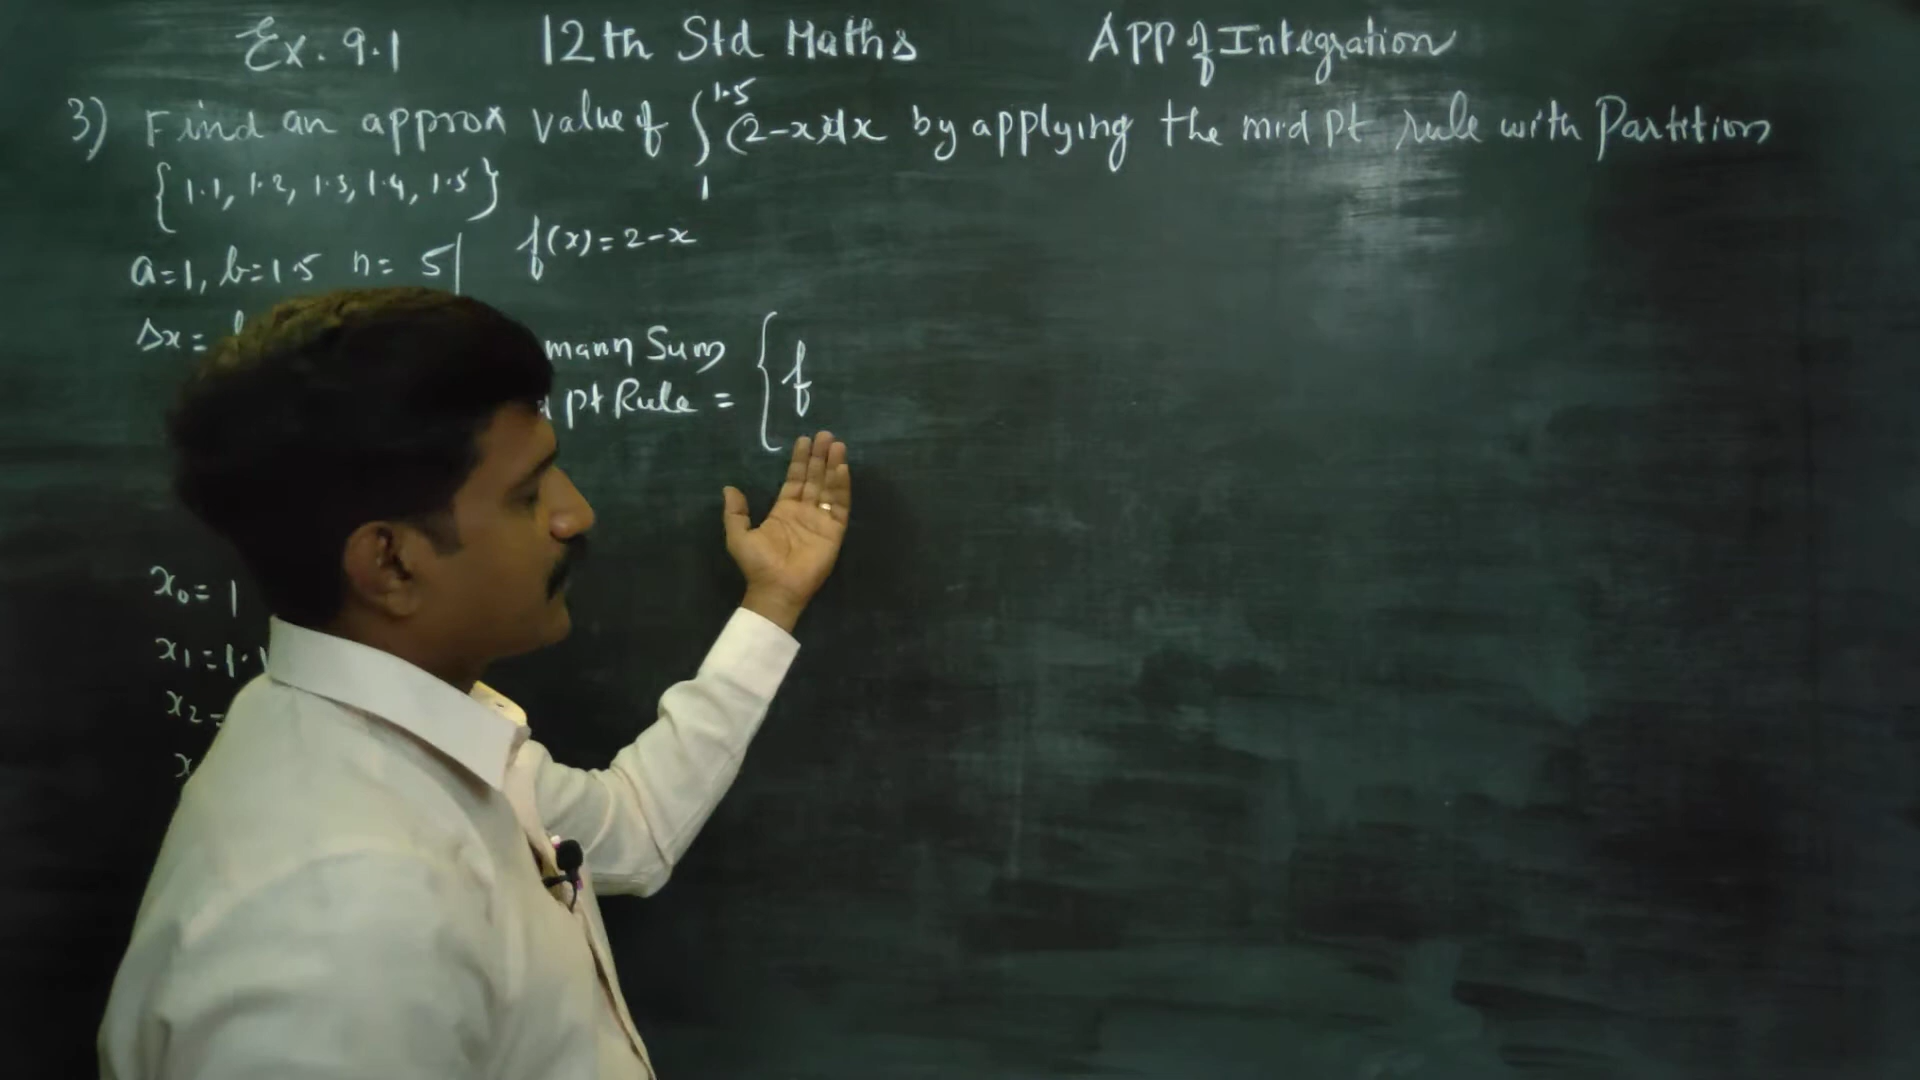 Ex. 9.1 12th Std Maths APP of Integration
3) Find an approx value of ∫₁^1.5 (2-x)dx by applying the mid pt rule with Partition
{1.1, 1.2, 1.3, 1.4, 1.5}
a=1, b=1.5 n= 5 f(x)=2-x
Δx=
mann Sum
pt Rule = { f
x₀= 1
x₁=1.1
x₂=
x